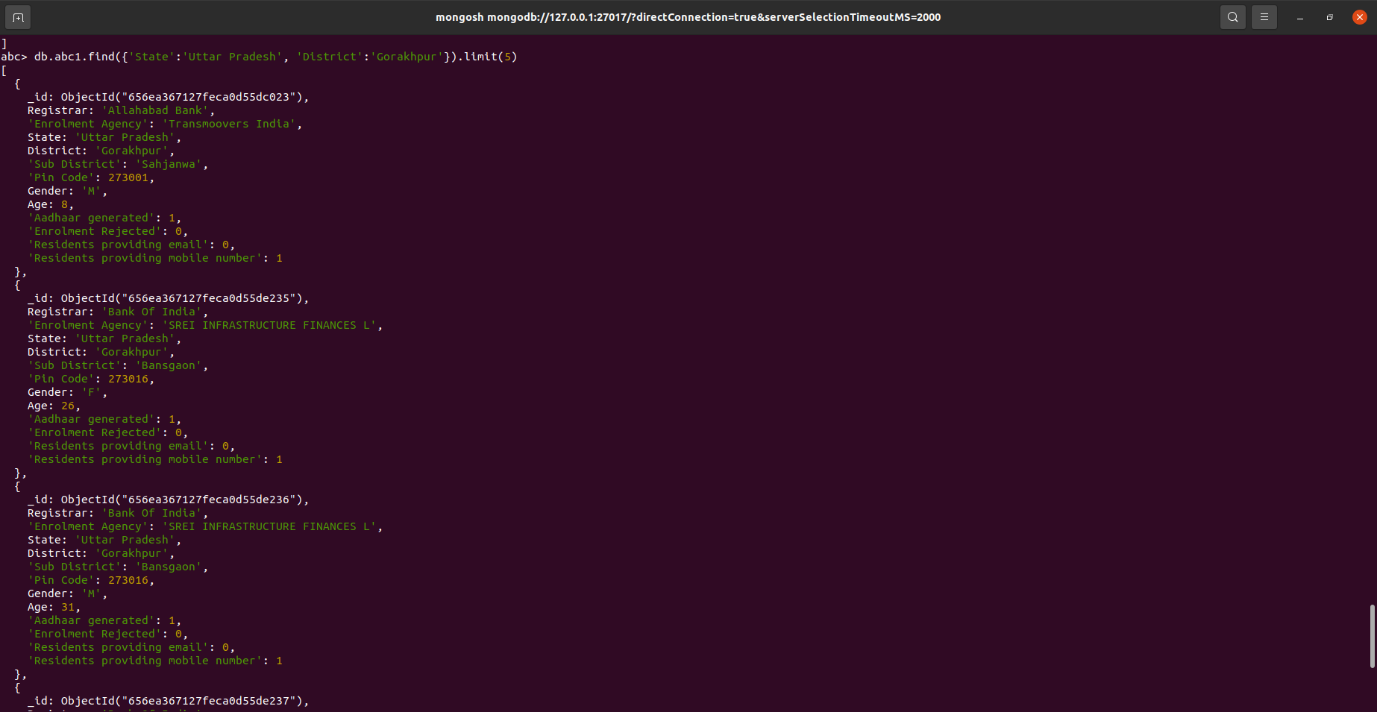 mongosh mongodb://127.0.0.1:27017/?directConnection=true&serverSelectionTimeoutMS=2000
]
abc> db.abc1.find({'State':'Uttar Pradesh', 'District':'Gorakhpur'}).limit(5)
[
  {
    _id: ObjectId("656ea367127feca0d55dc023"),
    Registrar: 'Allahabad Bank',
    'Enrolment Agency': 'Transmoovers India',
    State: 'Uttar Pradesh',
    District: 'Gorakhpur',
    'Sub District': 'Sahjanwa',
    'Pin Code': 273001,
    Gender: 'M',
    Age: 8,
    'Aadhaar generated': 1,
    'Enrolment Rejected': 0,
    'Residents providing email': 0,
    'Residents providing mobile number': 1
  },
  {
    _id: ObjectId("656ea367127feca0d55de235"),
    Registrar: 'Bank Of India',
    'Enrolment Agency': 'SREI INFRASTRUCTURE FINANCES L',
    State: 'Uttar Pradesh',
    District: 'Gorakhpur',
    'Sub District': 'Bansgaon',
    'Pin Code': 273016,
    Gender: 'F',
    Age: 26,
    'Aadhaar generated': 1,
    'Enrolment Rejected': 0,
    'Residents providing email': 0,
    'Residents providing mobile number': 1
  },
  {
    _id: ObjectId("656ea367127feca0d55de236"),
    Registrar: 'Bank Of India',
    'Enrolment Agency': 'SREI INFRASTRUCTURE FINANCES L',
    State: 'Uttar Pradesh',
    District: 'Gorakhpur',
    'Sub District': 'Bansgaon',
    'Pin Code': 273016,
    Gender: 'M',
    Age: 31,
    'Aadhaar generated': 1,
    'Enrolment Rejected': 0,
    'Residents providing email': 0,
    'Residents providing mobile number': 1
  },
  {
    _id: ObjectId("656ea367127feca0d55de237"),